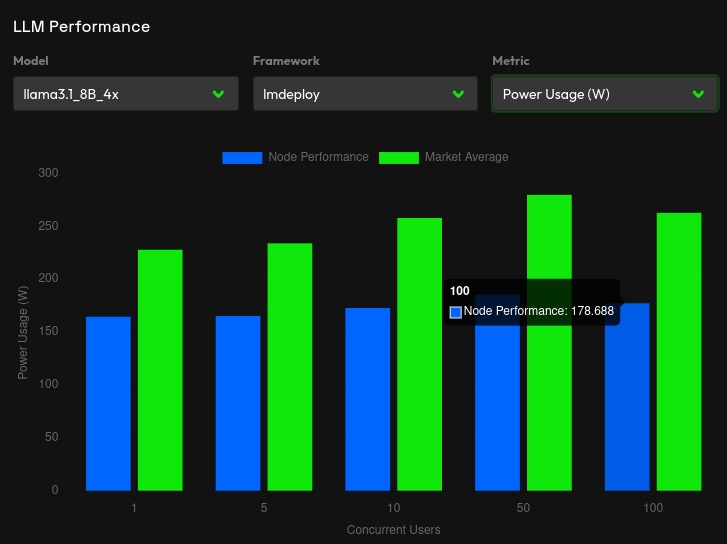 LLM Performance
Model Framework Metric
llama3.1_8B_4x lmdeploy Power Usage (W)
Node Performance Market Average
300
250
200
150
100
50
0
Power Usage (W)
100
Node Performance: 178.688
1 5 10 50 100
Concurrent Users